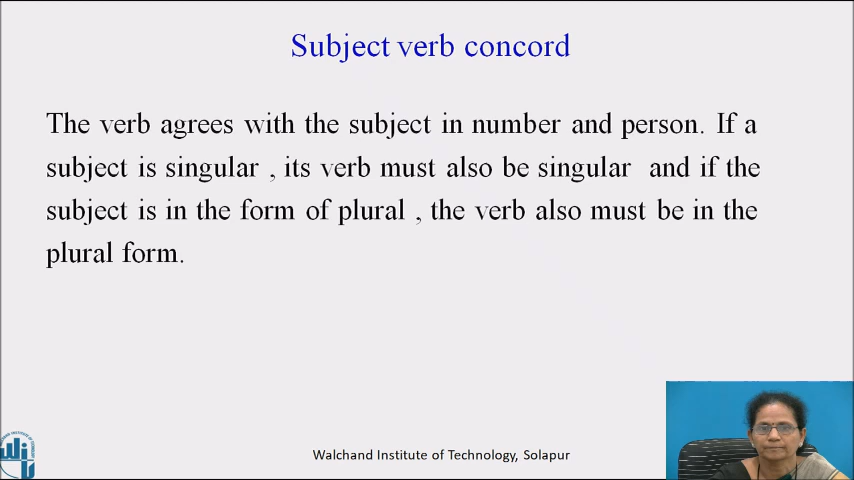 Subject verb concord
The verb agrees with the subject in number and person. If a
subject is singular , its verb must also be singular and if the
subject is in the form of plural , the verb also must be in the
plural form.
Walchand Institute of Technology, Solapur